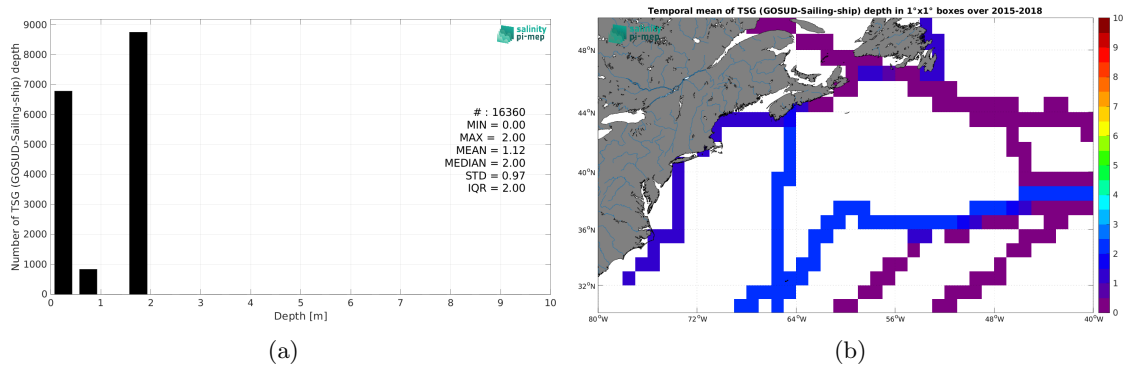 salinity
pi-mep
9000
8000
7000
6000
5000
4000
3000
2000
1000
0
Number of TSG (GOSUD-Sailing-ship) depth
# : 16360
MIN = 0.00
MAX = 2.00
MEAN = 1.12
MEDIAN = 2.00
STD = 0.97
IQR = 2.00
0 1 2 3 4 5 6 7 8 9 10
Depth [m]
(a)
Temporal mean of TSG (GOSUD-Sailing-ship) depth in 1°x1° boxes over 2015-2018
salinity
pi-mep
48°N
44°N
40°N
36°N
32°N
80°W 72°W 64°W 56°W 48°W 40°W
10
9
8
7
6
5
4
3
2
1
0
(b)